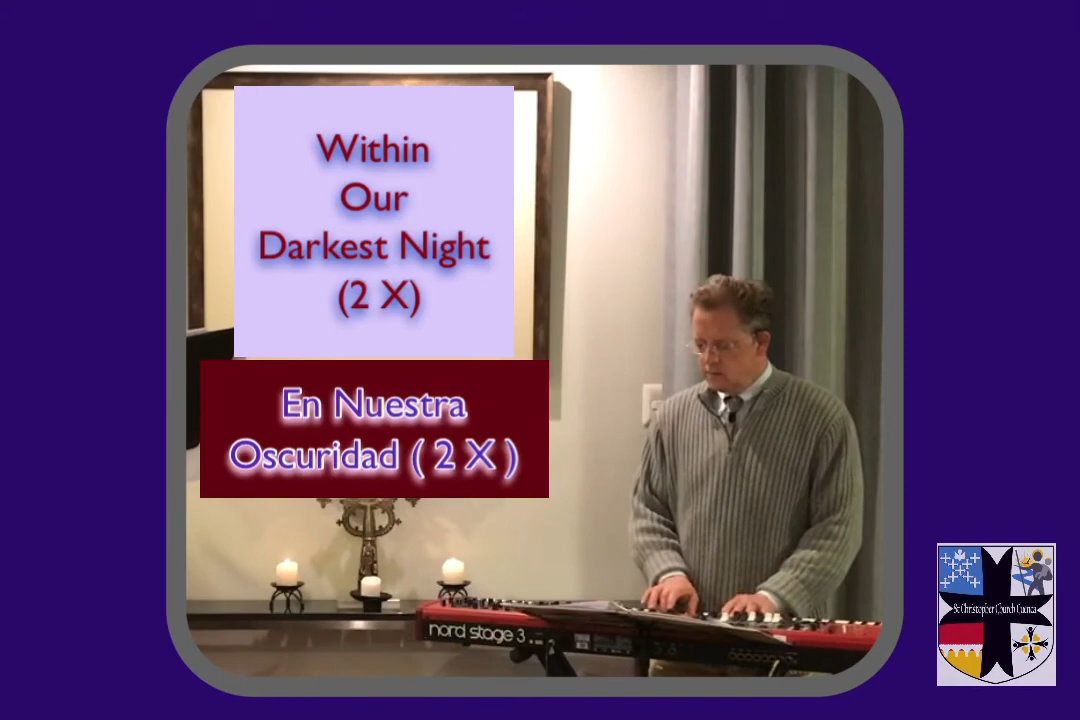 Within
Our
Darkest Night
(2 X)
En Nuestra
Oscuridad ( 2 X )
nord stage 3
St Christopher Church Cuenca